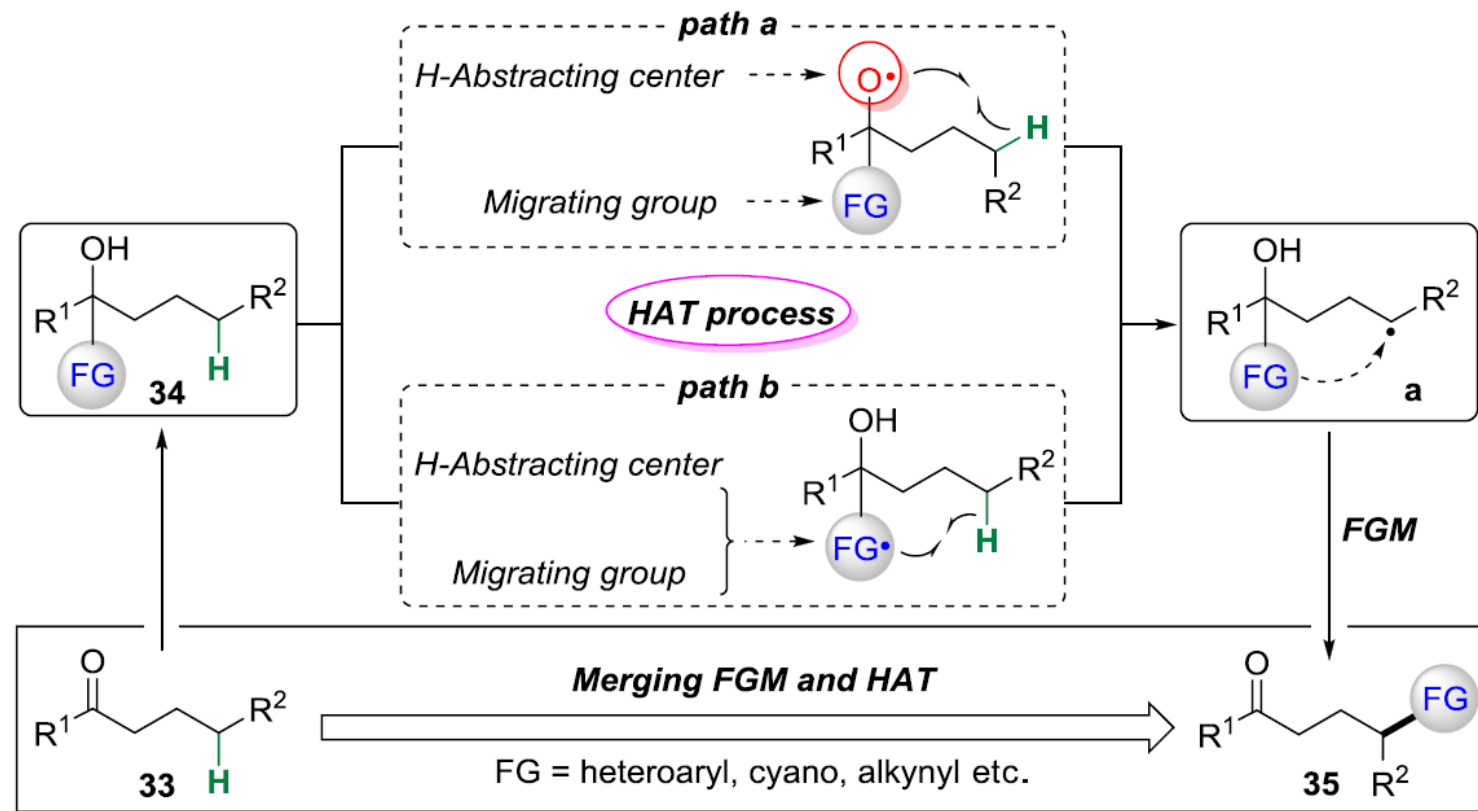 path a
H-Abstracting center
O•
H
R¹
R²
Migrating group
FG
OH
R¹
R²
FG
H
34
HAT process
OH
R¹
R²
FG
a
path b
OH
H-Abstracting center
R¹
R²
FG•
H
Migrating group
FGM
O
R¹
R²
H
33
Merging FGM and HAT
FG = heteroaryl, cyano, alkynyl etc.
O
R¹
FG
R²
35